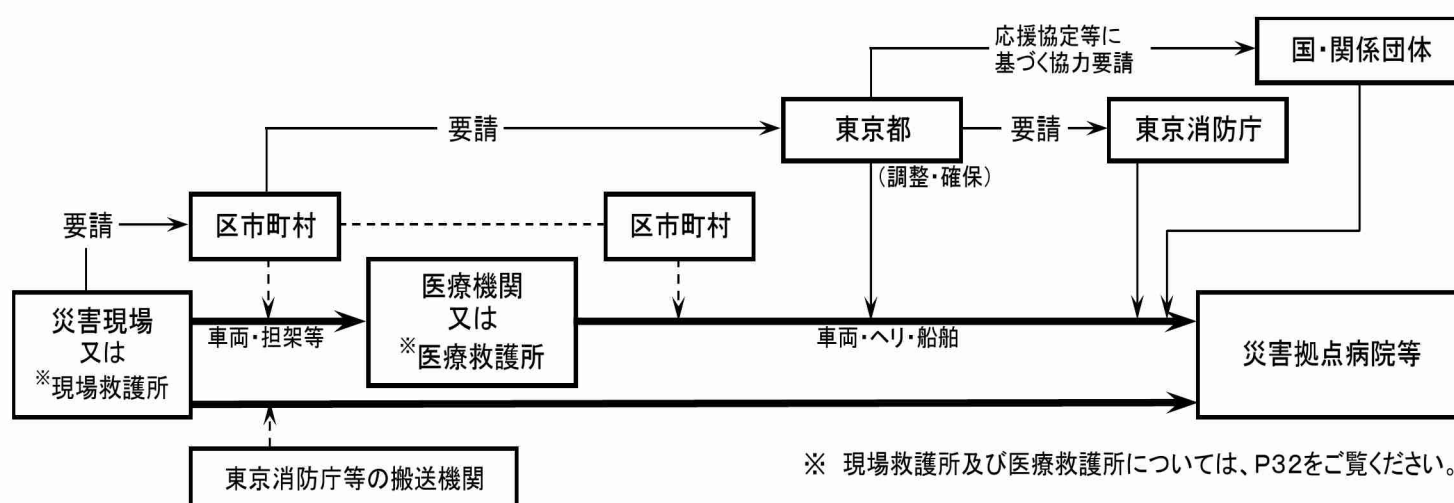 応援協定等に
基づく協力要請
国・関係団体
要請
東京都
要請
東京消防庁
(調整・確保)
要請
区市町村
区市町村
災害現場
又は
※現場救護所
車両・担架等
医療機関
又は
※医療救護所
車両・ヘリ・船舶
災害拠点病院等
東京消防庁等の搬送機関
※ 現場救護所及び医療救護所については、P32をご覧ください。